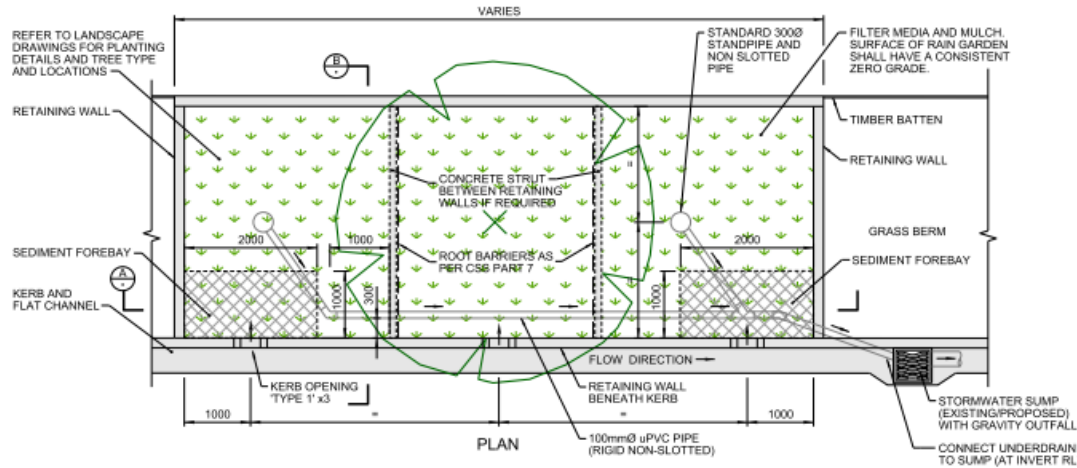 VARIES
REFER TO LANDSCAPE
DRAWINGS FOR PLANTING
DETAILS AND TREE TYPE
AND LOCATIONS
B
-
STANDARD 300Ø
STANDPIPE AND
NON SLOTTED
PIPE
FILTER MEDIA AND MULCH.
SURFACE OF RAIN GARDEN
SHALL HAVE A CONSISTENT
ZERO GRADE.
RETAINING WALL
TIMBER BATTEN
RETAINING WALL
CONCRETE STRUT
BETWEEN RETAINING
WALLS IF REQUIRED
=
GRASS BERM
2000
1000
ROOT BARRIERS AS
PER CSS PART 7
2000
SEDIMENT FOREBAY
SEDIMENT FOREBAY
A
-
=
1000
300
1000
KERB AND
FLAT CHANNEL
FLOW DIRECTION
KERB OPENING
'TYPE 1' x3
RETAINING WALL
BENEATH KERB
1000
=
=
1000
STORMWATER SUMP
(EXISTING/PROPOSED)
WITH GRAVITY OUTFALL
100mmØ uPVC PIPE
(RIGID NON-SLOTTED)
PLAN
CONNECT UNDERDRAIN
TO SUMP (AT INVERT RL